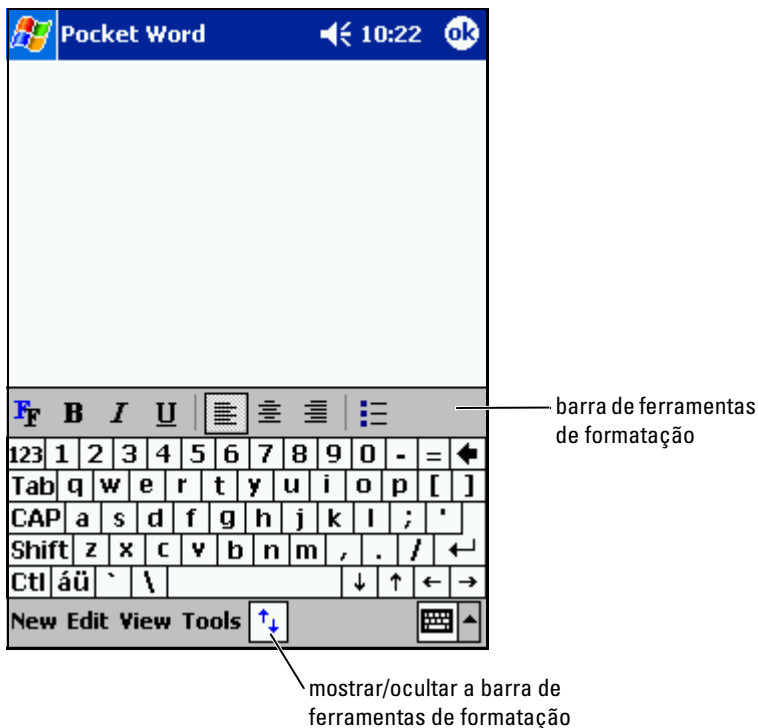 Pocket Word 10:22 ok
FF B I U
barra de ferramentas
de formatação
123 1 2 3 4 5 6 7 8 9 0 - = 🡄
Tab q w e r t y u i o p [ ]
CAP a s d f g h j k l ; '
Shift z x c v b n m , . / ↵
Ctl áü ` \ ↓ ↑ ← →
New Edit View Tools
mostrar/ocultar a barra de
ferramentas de formatação